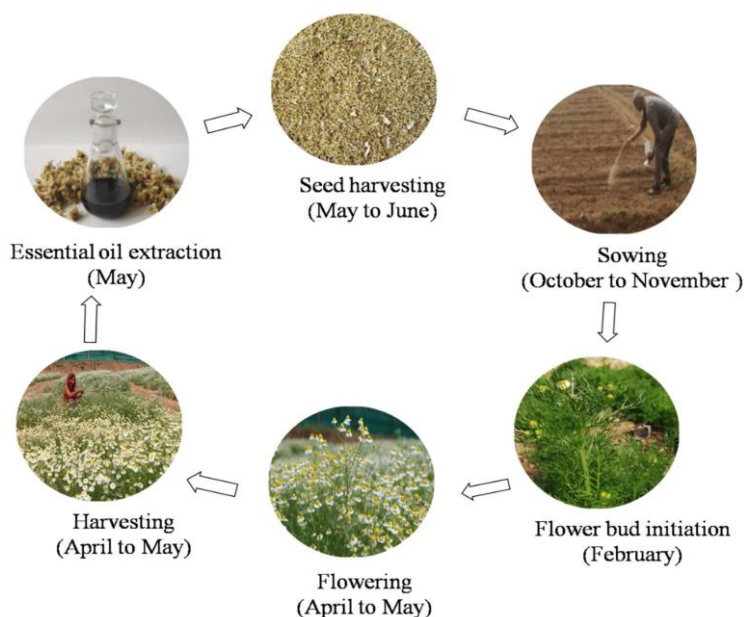 Seed harvesting
(May to June)
Sowing
(October to November )
Flower bud initiation
(February)
Flowering
(April to May)
Harvesting
(April to May)
Essential oil extraction
(May)